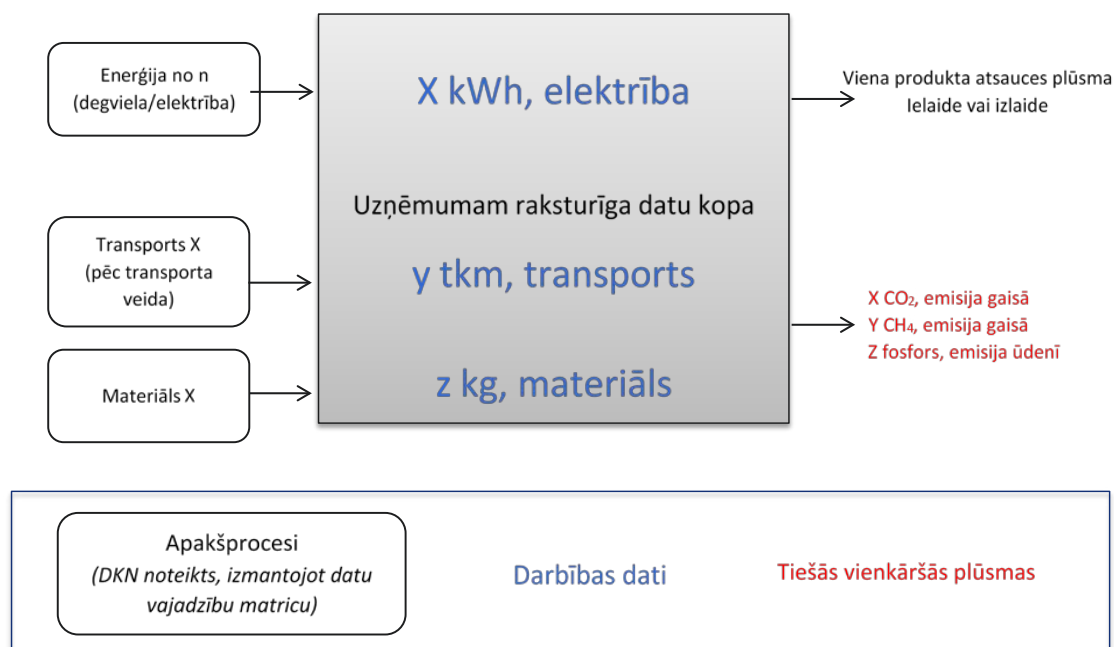 Enerģija no n
(degviela/elektrība)
X kWh, elektrība
Viena produkta atsauces plūsma
Ielaide vai izlaide
Uzņēmumam raksturīga datu kopa
Transports X
(pēc transporta
veida)
y tkm, transports
X CO₂, emisija gaisā
Y CH₄, emisija gaisā
Z fosfors, emisija ūdenī
Materiāls X
z kg, materiāls
Apakšprocesi
(DKN noteikts, izmantojot datu
vajadzību matricu)
Darbības dati
Tiešās vienkāršās plūsmas